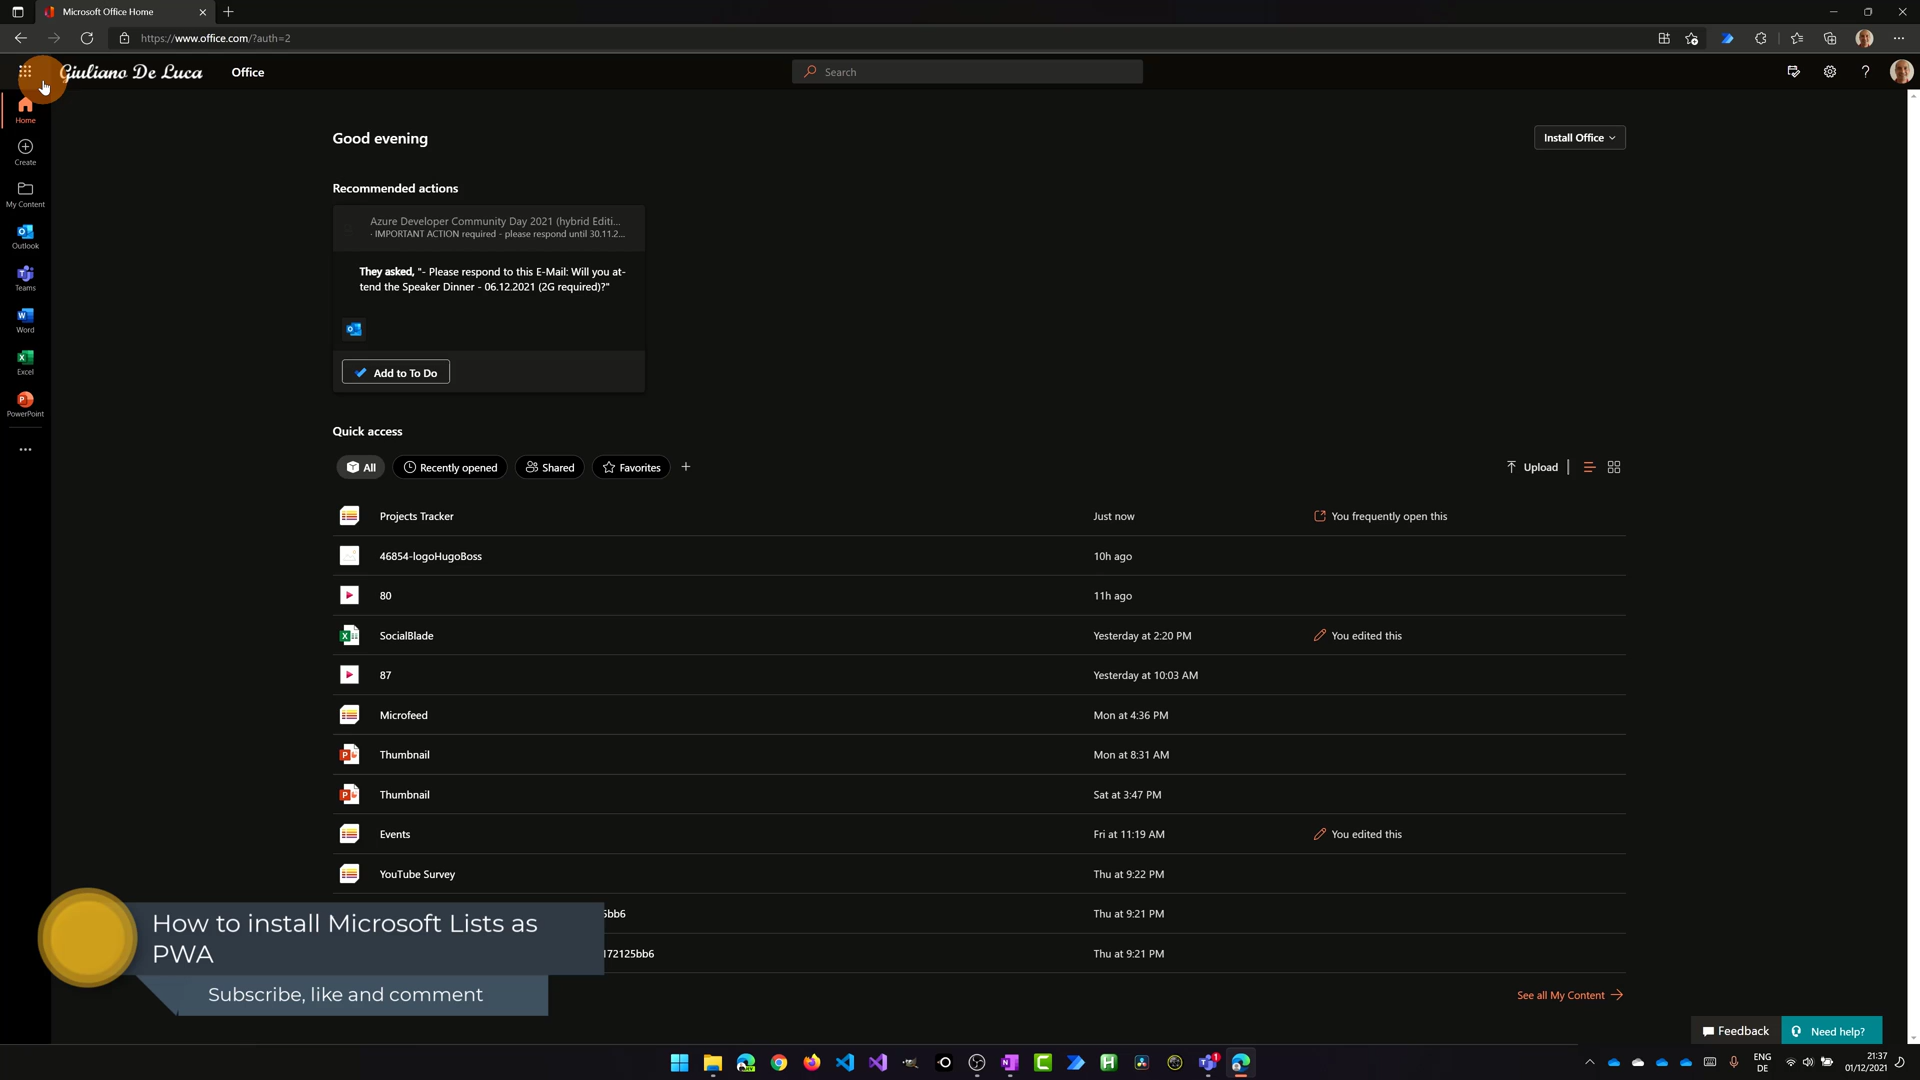 Microsoft Office Home
https://www.office.com/?auth=2
Giuliano De Luca
Office
Search
Home
Create
My Content
Outlook
Teams
Word
Excel
PowerPoint
Good evening
Install Office
Recommended actions
Azure Developer Community Day 2021 (hybrid Editi...
· IMPORTANT ACTION required - please respond until 30.11.2...
They asked, "- Please respond to this E-Mail: Will you at-
tend the Speaker Dinner - 06.12.2021 (2G required)?"
Add to To Do
Quick access
All
Recently opened
Shared
Favorites
Upload
Projects Tracker
Just now
You frequently open this
46854-logoHugoBoss
10h ago
80
11h ago
SocialBlade
Yesterday at 2:20 PM
You edited this
87
Yesterday at 10:03 AM
Microfeed
Mon at 4:36 PM
Thumbnail
Mon at 8:31 AM
Thumbnail
Sat at 3:47 PM
Events
Fri at 11:19 AM
You edited this
YouTube Survey
Thu at 9:22 PM
5bb6
Thu at 9:21 PM
172125bb6
Thu at 9:21 PM
How to install Microsoft Lists as
PWA
Subscribe, like and comment
See all My Content
Feedback
Need help?
ENG
DE
21:37
01/12/2021